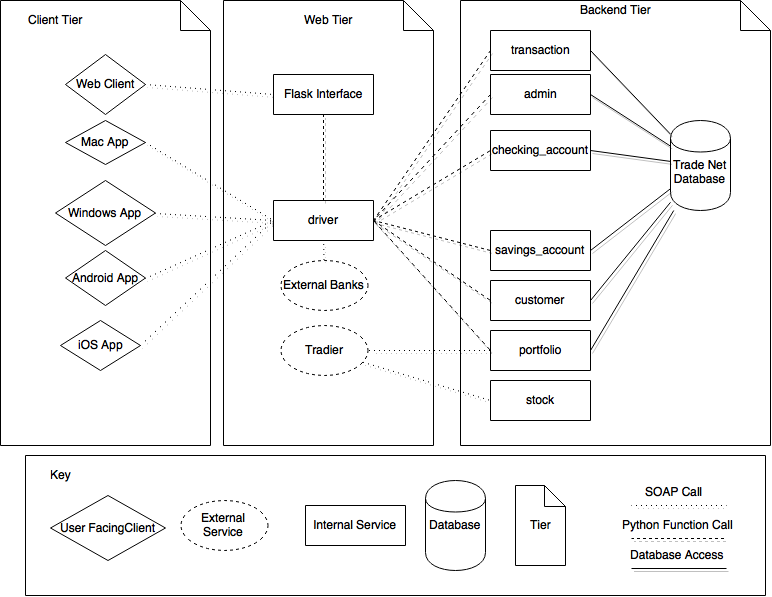 Client Tier
Web Client
Mac App
Windows App
Android App
iOS App
Web Tier
Flask Interface
driver
External Banks
Tradier
Backend Tier
transaction
admin
checking_account
savings_account
customer
portfolio
stock
Trade Net
Database
Key
User FacingClient
External
Service
Internal Service
Database
Tier
SOAP Call
Python Function Call
Database Access